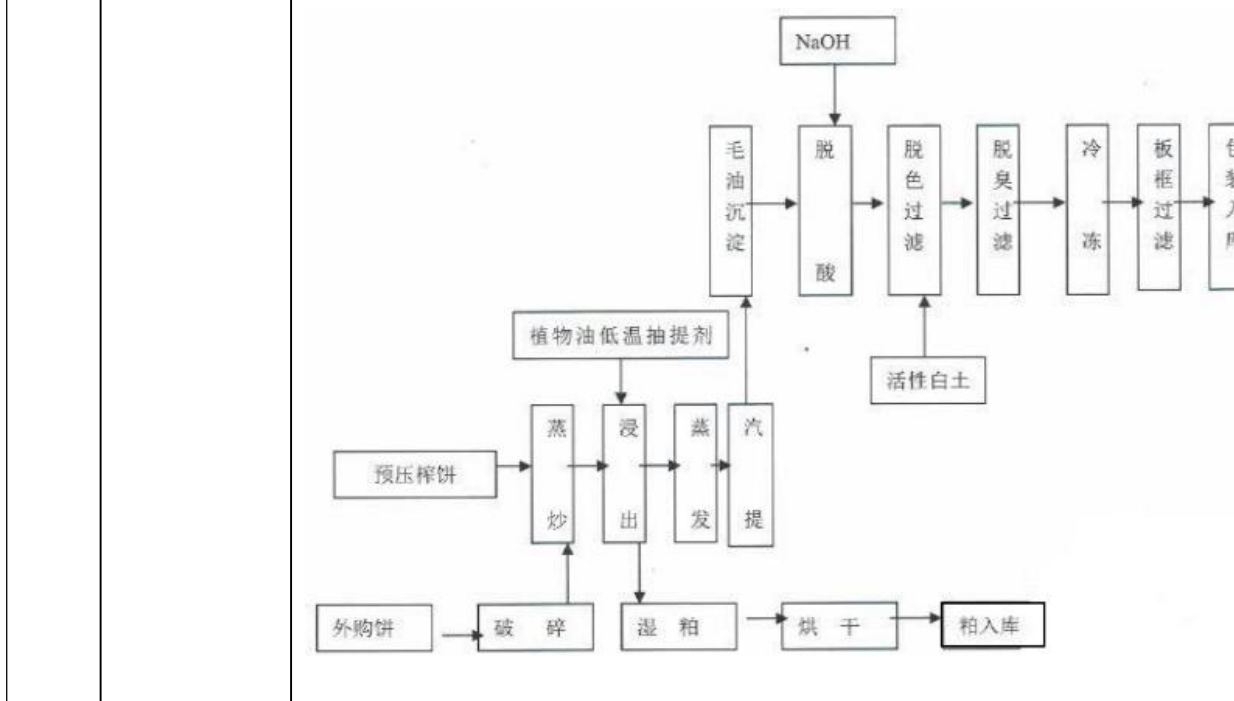 NaOH
毛油沉淀
脱酸
脱色过滤
脱臭过滤
冷冻
板框过滤
植物油低温抽提剂
活性白土
预压榨饼
蒸炒
浸出
蒸发
汽提
外购饼
破碎
湿粕
烘干
粕入库